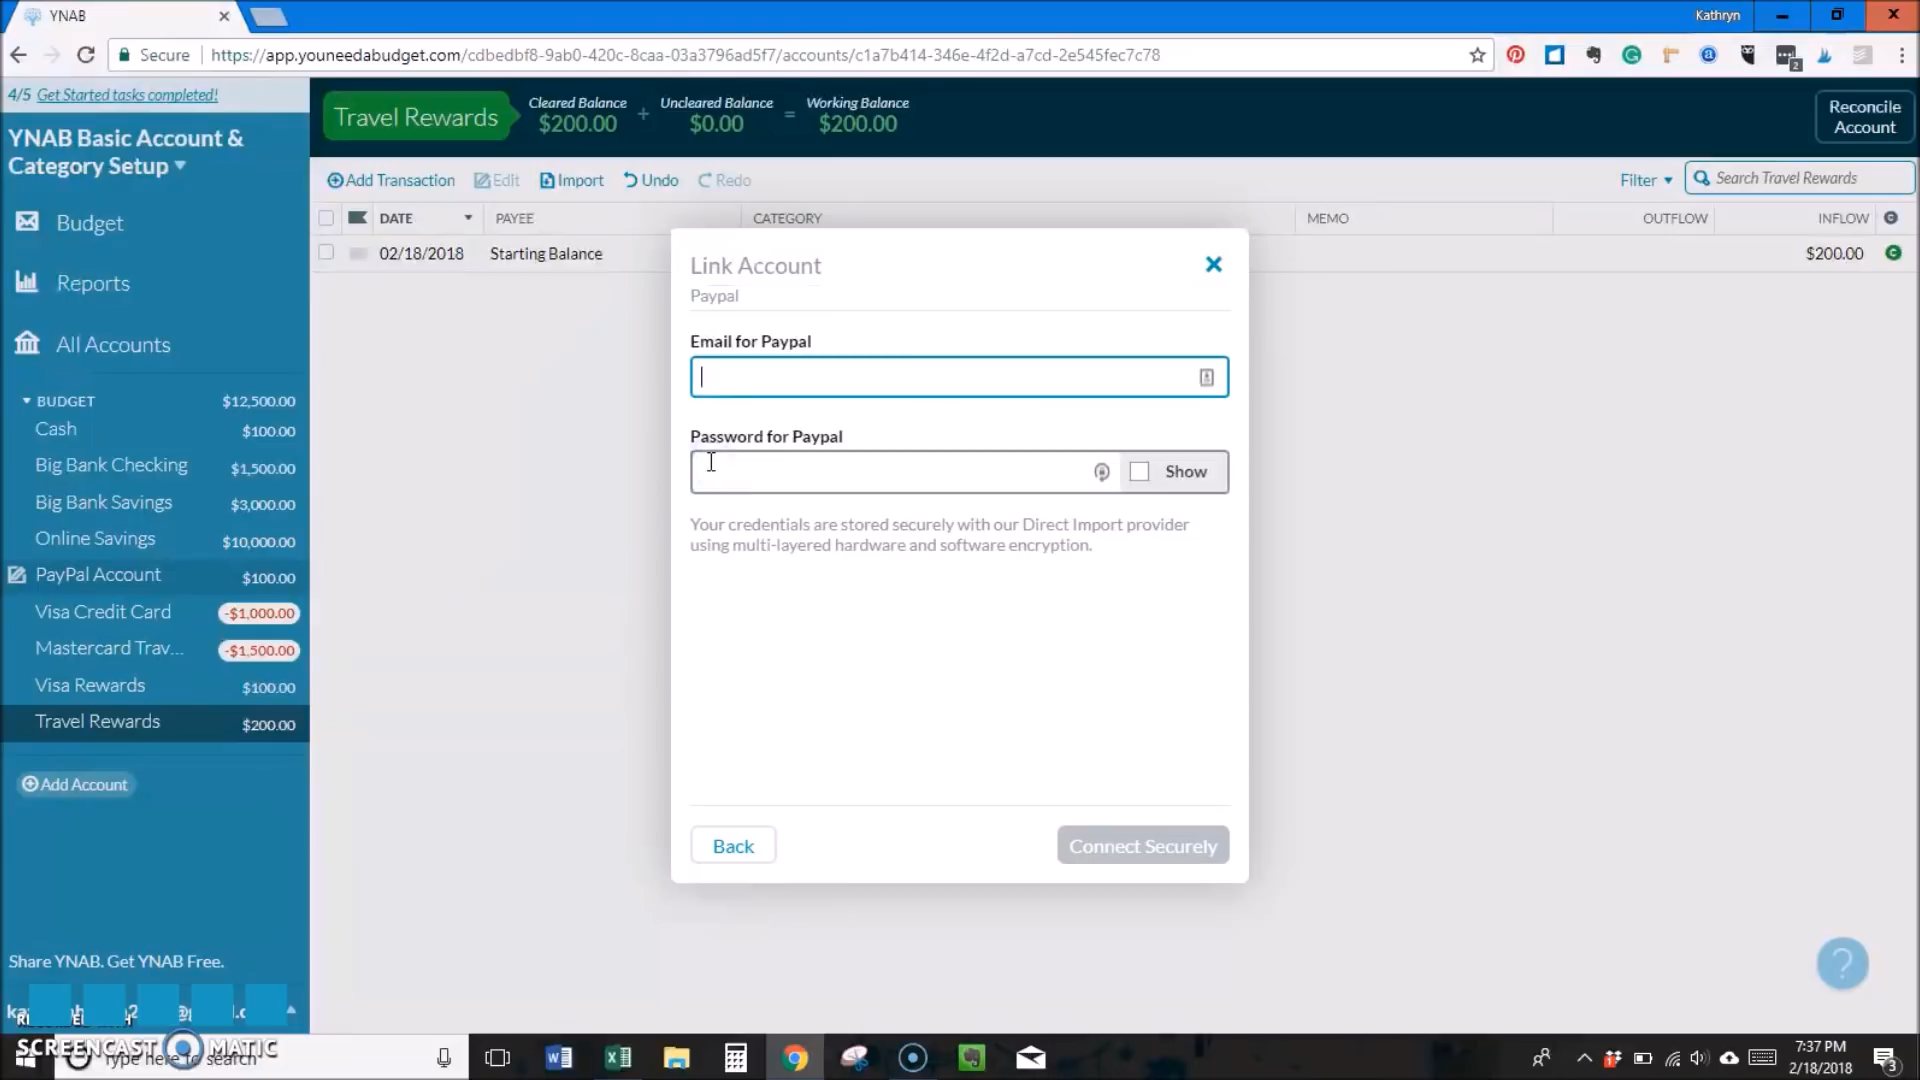 YNAB
Kathryn
Secure https://app.youneedabudget.com/cdbedbf8-9ab0-420c-8caa-03a3796ad5f7/accounts/c1a7b414-346e-4f2d-a7cd-2e545fec7c78
2
4/5 Get Started tasks completed!
YNAB Basic Account &
Category Setup
Budget
Reports
All Accounts
BUDGET $12,500.00
Cash $100.00
Big Bank Checking $1,500.00
Big Bank Savings $3,000.00
Online Savings $10,000.00
PayPal Account $100.00
Visa Credit Card -$1,000.00
Mastercard Trav... -$1,500.00
Visa Rewards $100.00
Travel Rewards $200.00
Add Account
Share YNAB. Get YNAB Free.
Travel Rewards
Cleared Balance + Uncleared Balance = Working Balance
$200.00 $0.00 $200.00
Reconcile
Account
Add Transaction Edit Import Undo Redo
Filter Search Travel Rewards
DATE PAYEE CATEGORY MEMO OUTFLOW INFLOW
02/18/2018 Starting Balance $200.00
Link Account
Paypal
Email for Paypal
Password for Paypal
Show
Your credentials are stored securely with our Direct Import provider
using multi-layered hardware and software encryption.
Back Connect Securely
?
SCREENCAST MATIC
Type here to search
7:37 PM
2/18/2018
3